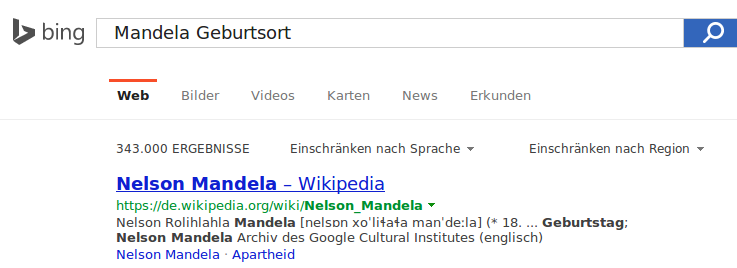 bing
Mandela Geburtsort
Web Bilder Videos Karten News Erkunden
343.000 ERGEBNISSE Einschränken nach Sprache Einschränken nach Region
Nelson Mandela – Wikipedia
https://de.wikipedia.org/wiki/Nelson_Mandela
Nelson Rolihlahla Mandela [nelsɒn xoˈliɬaɬa manˈdeːla] (* 18. ... Geburtstag;
Nelson Mandela Archiv des Google Cultural Institutes (englisch)
Nelson Mandela · Apartheid